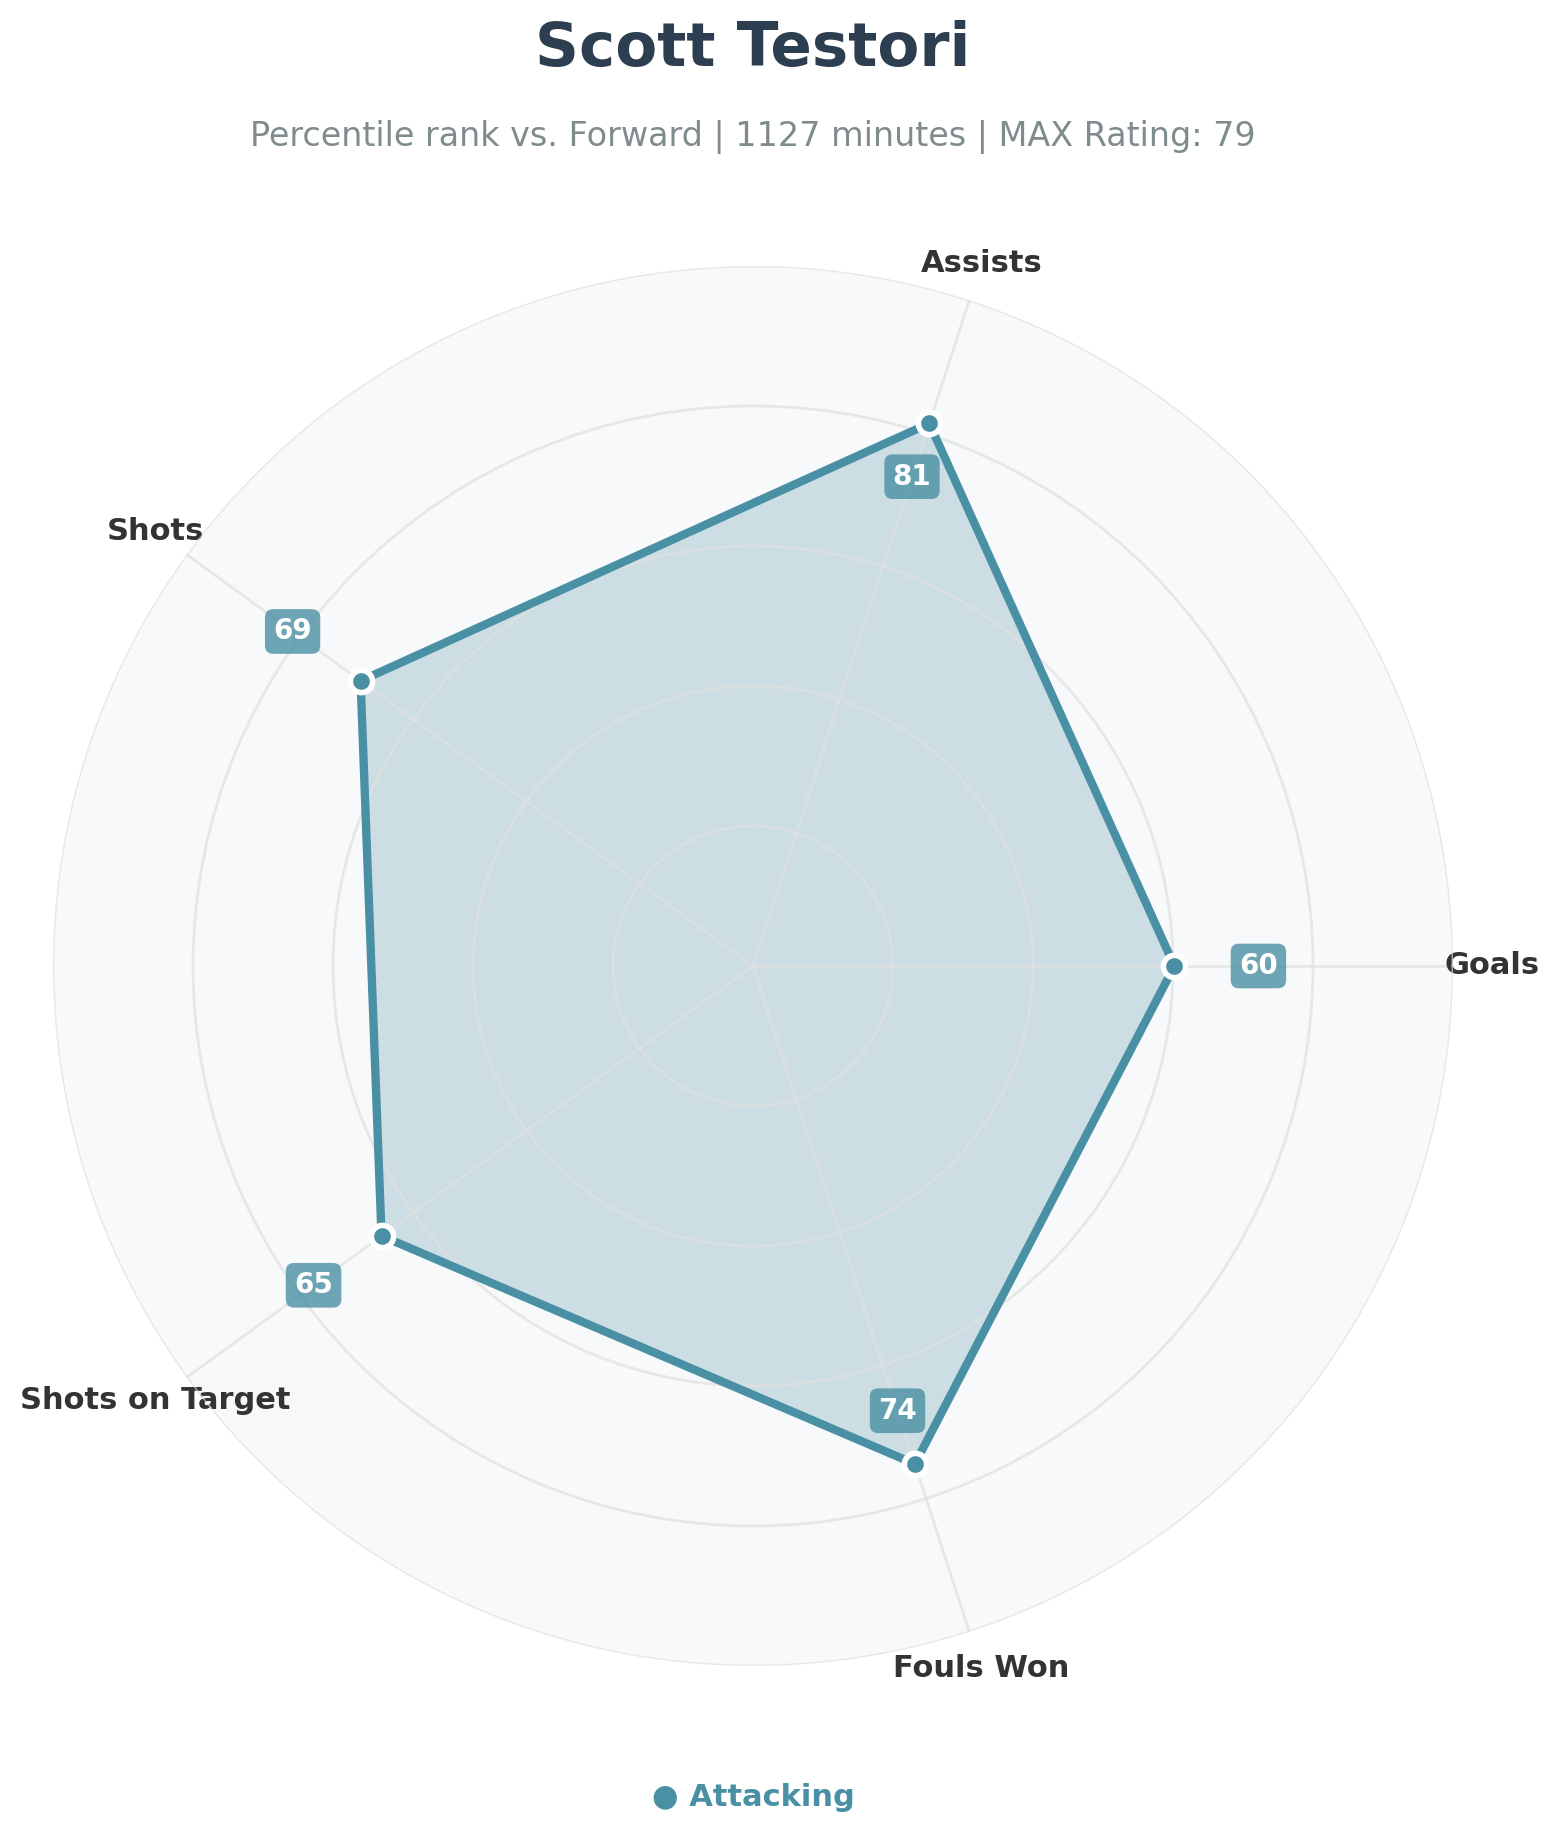 Scott Testori
Percentile rank vs. Forward | 1127 minutes | MAX Rating: 79
Assists
81
Shots
69
60
Goals
65
Shots on Target
74
Fouls Won
Attacking